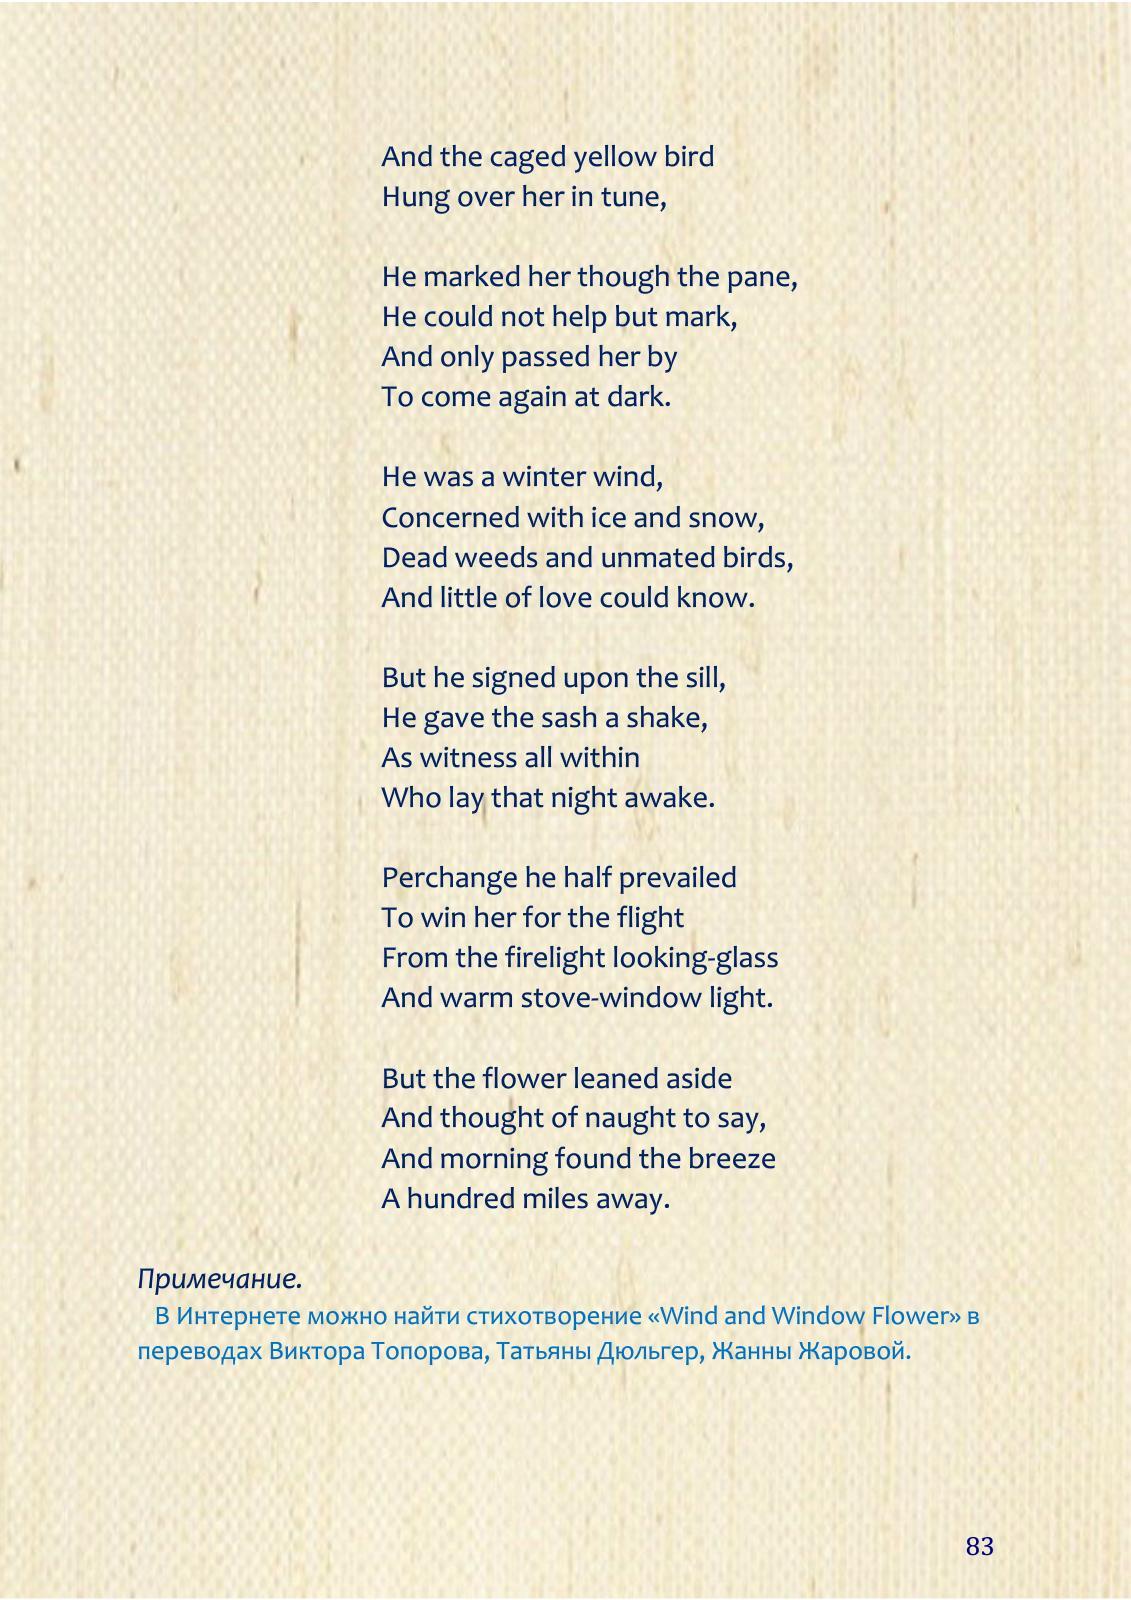 And the caged yellow bird
Hung over her in tune,
He marked her though the pane,
He could not help but mark,
And only passed her by
To come again at dark.
He was a winter wind,
Concerned with ice and snow,
Dead weeds and unmated birds,
And little of love could know.
But he signed upon the sill,
He gave the sash a shake,
As witness all within
Who lay that night awake.
Perchange he half prevailed
To win her for the flight
From the firelight looking-glass
And warm stove-window light.
But the flower leaned aside
And thought of naught to say,
And morning found the breeze
A hundred miles away.
Примечание.
В Интернете можно найти стихотворение «Wind and Window Flower» в
переводах Виктора Топорова, Татьяны Дюльгер, Жанны Жаровой.
83